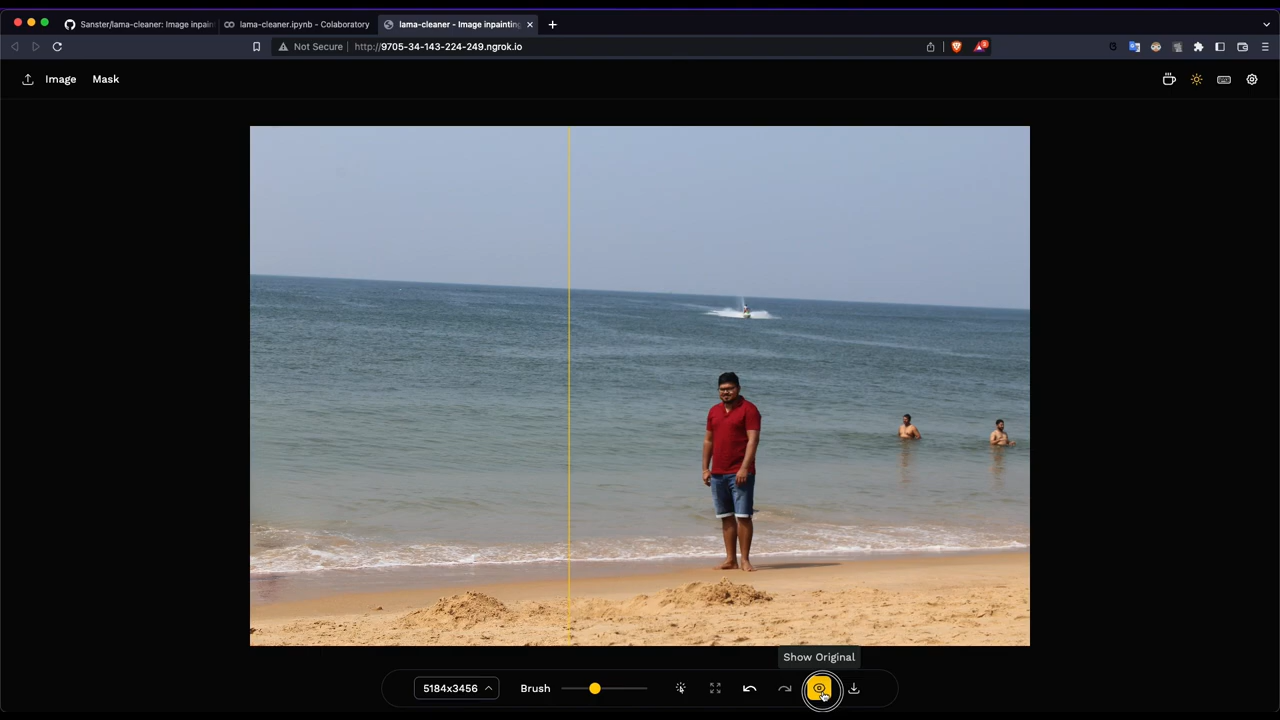 Sanster/lama-cleaner: Image inpain
lama-cleaner.ipynb - Colaboratory
lama-cleaner - Image inpainting
Not Secure
http://9705-34-143-224-249.ngrok.io
Image
Mask
Show Original
5184x3456
Brush